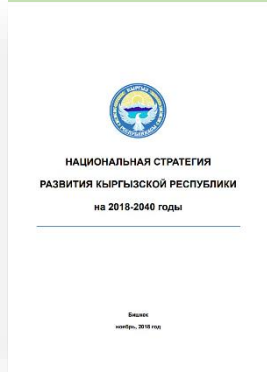 НАЦИОНАЛЬНАЯ СТРАТЕГИЯ
РАЗВИТИЯ КЫРГЫЗСКОЙ РЕСПУБЛИКИ
на 2018-2040 годы
Бишкек
ноябрь, 2018 год